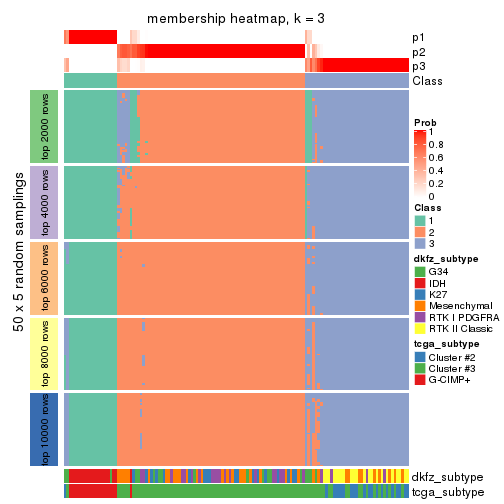 membership heatmap, k = 3
p1
p2
p3
Class
50 x 5 random samplings
top 2000 rows
top 4000 rows
top 6000 rows
top 8000 rows
top 10000 rows
Prob
1
0.8
0.6
0.4
0.2
0
Class
1
2
3
dkfz_subtype
G34
IDH
K27
Mesenchymal
RTK I PDGFRA
RTK II Classic
tcga_subtype
Cluster #2
Cluster #3
G-CIMP+
dkfz_subtype
tcga_subtype